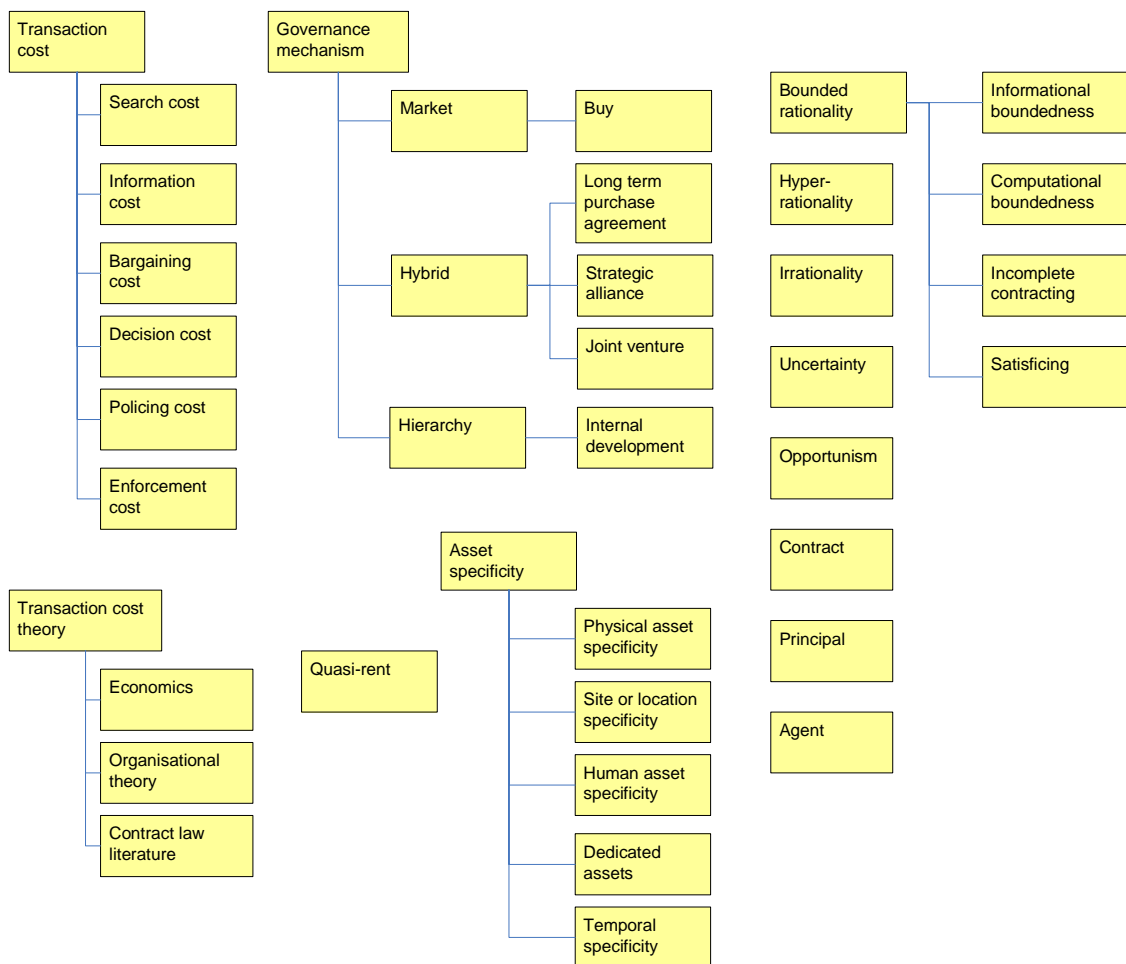 Transaction
cost
Search cost
Information
cost
Bargaining
cost
Decision cost
Policing cost
Enforcement
cost
Governance
mechanism
Market
Buy
Long term
purchase
agreement
Hybrid
Strategic
alliance
Joint venture
Hierarchy
Internal
development
Bounded
rationality
Informational
boundedness
Hyper-
rationality
Computational
boundedness
Irrationality
Incomplete
contracting
Uncertainty
Satisficing
Opportunism
Contract
Principal
Agent
Transaction cost
theory
Economics
Organisational
theory
Contract law
literature
Quasi-rent
Asset
specificity
Physical asset
specificity
Site or location
specificity
Human asset
specificity
Dedicated
assets
Temporal
specificity